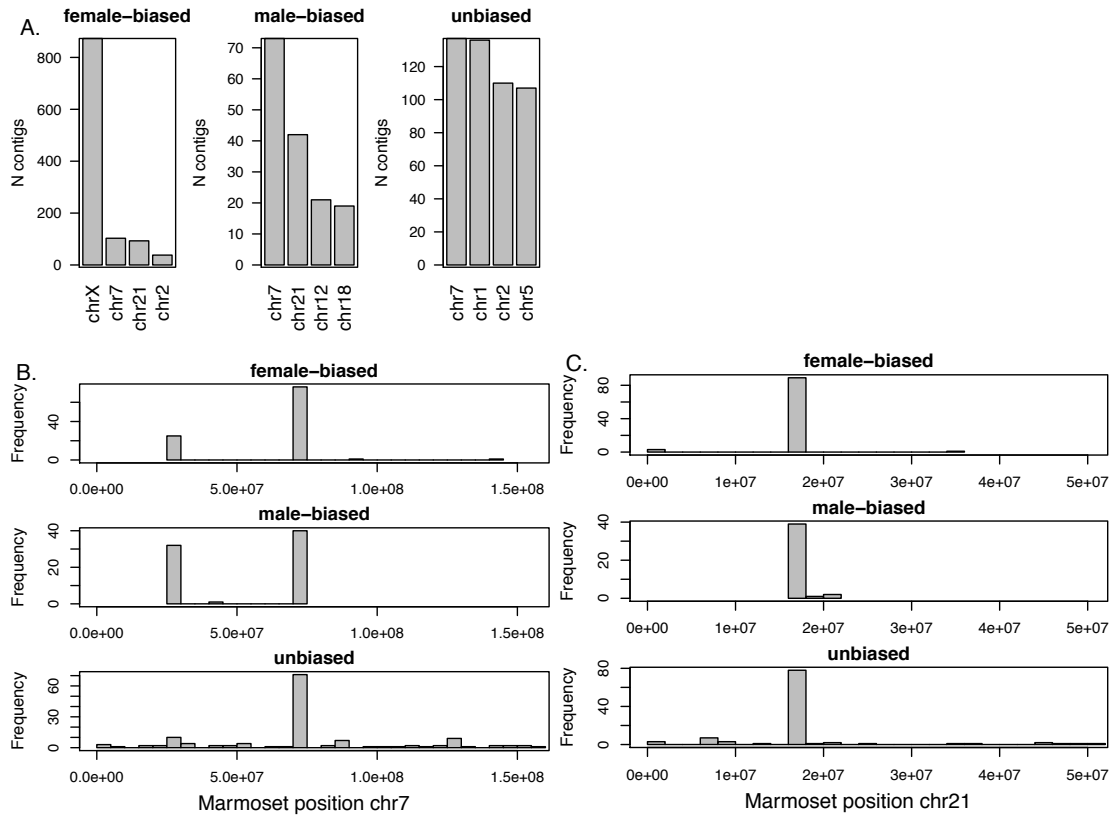 A.
female−biased
N contigs
800
600
400
200
0
chrX
chr7
chr21
chr2
male−biased
N contigs
70
60
50
40
30
20
10
0
chr7
chr21
chr12
chr18
unbiased
N contigs
120
100
80
60
40
20
0
chr7
chr1
chr2
chr5
B.
female−biased
Frequency
40
0
0.0e+00 5.0e+07 1.0e+08 1.5e+08
male−biased
Frequency
40
20
0
0.0e+00 5.0e+07 1.0e+08 1.5e+08
unbiased
Frequency
60
30
0
0.0e+00 5.0e+07 1.0e+08 1.5e+08
Marmoset position chr7
C.
female−biased
Frequency
80
40
0
0e+00 1e+07 2e+07 3e+07 4e+07 5e+07
male−biased
Frequency
40
20
0
0e+00 1e+07 2e+07 3e+07 4e+07 5e+07
unbiased
Frequency
80
40
0
0e+00 1e+07 2e+07 3e+07 4e+07 5e+07
Marmoset position chr21